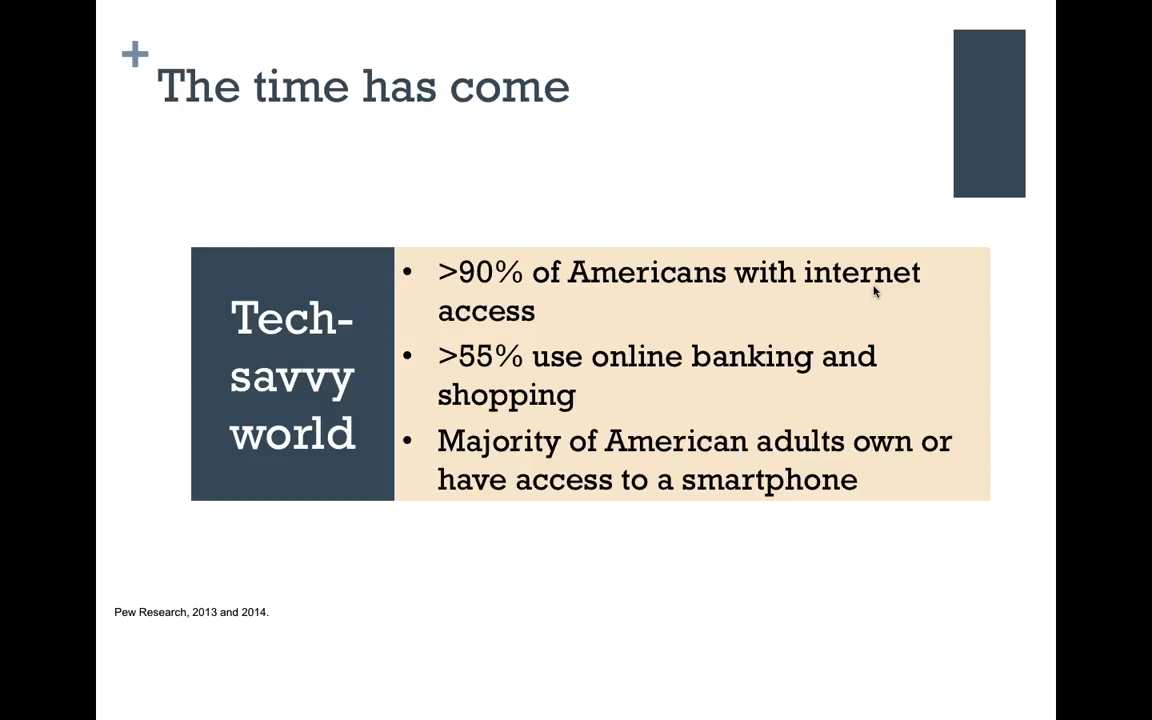 +
The time has come
Tech-
savvy
world
• >90% of Americans with internet
access
• >55% use online banking and
shopping
• Majority of American adults own or
have access to a smartphone
Pew Research, 2013 and 2014.